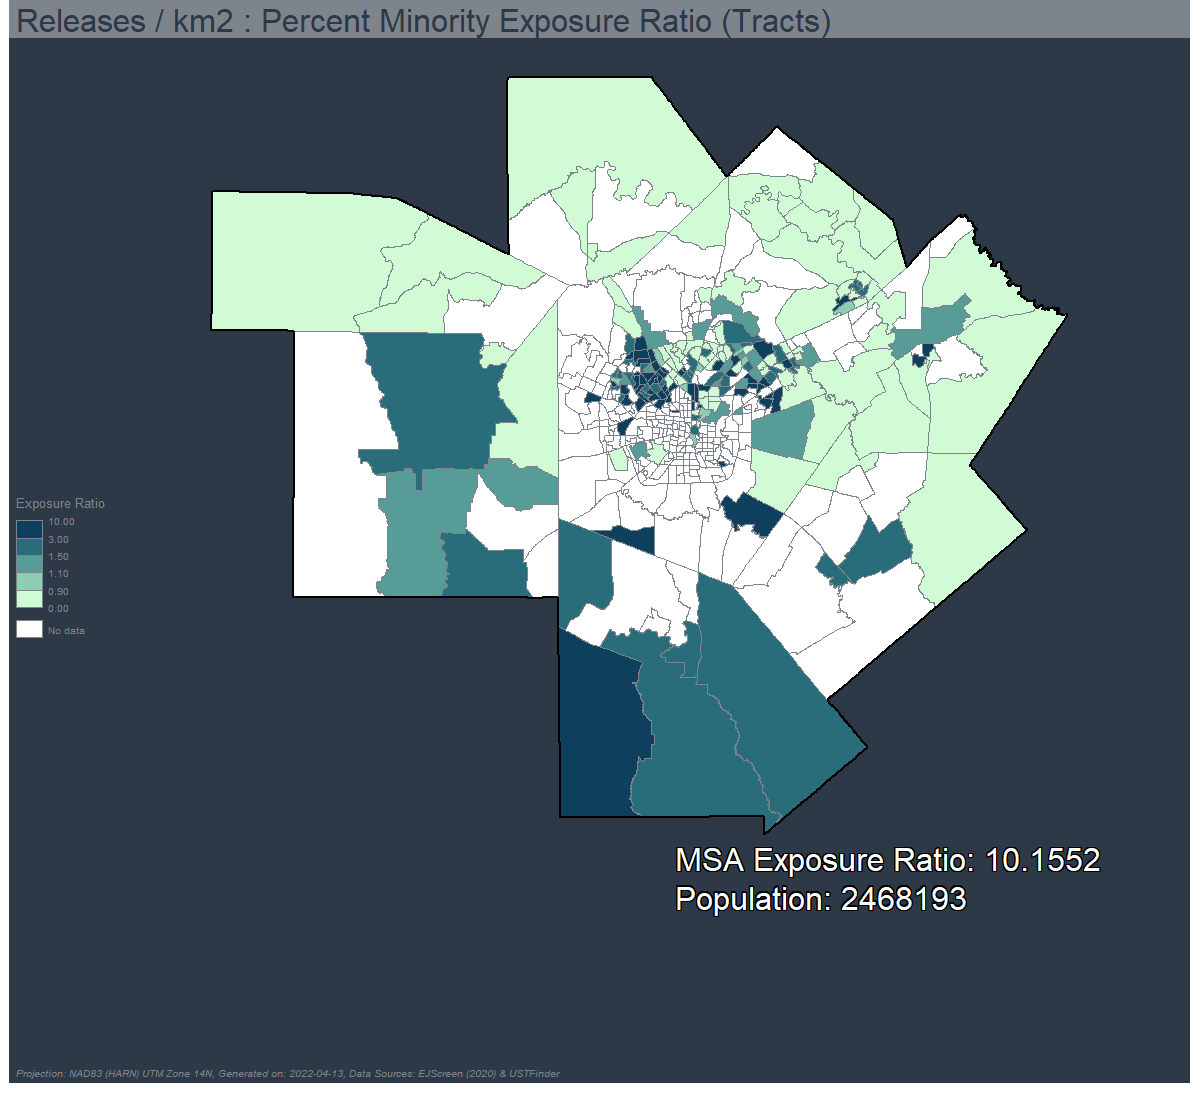 Releases / km2 : Percent Minority Exposure Ratio (Tracts)
Exposure Ratio
10.00
3.00
1.50
1.10
0.90
0.00
No data
MSA Exposure Ratio: 10.1552
Population: 2468193
Projection: NAD83 (HARN) UTM Zone 14N, Generated on: 2022-04-13, Data Sources: EJScreen (2020) & USTFinder